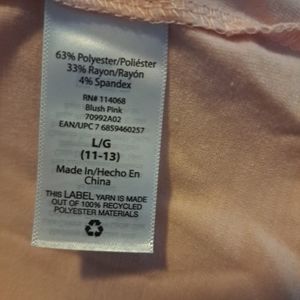 63% Polyester/Poliéster
33% Rayon/Rayón
4% Spandex
RN# 114068
Blush Pink
70992A02
EAN/UPC 7 6859460257
L/G
(11-13)
Made In/Hecho En
China
THIS LABEL YARN IS MADE
OUT OF 100% RECYCLED
POLYESTER MATERIALS